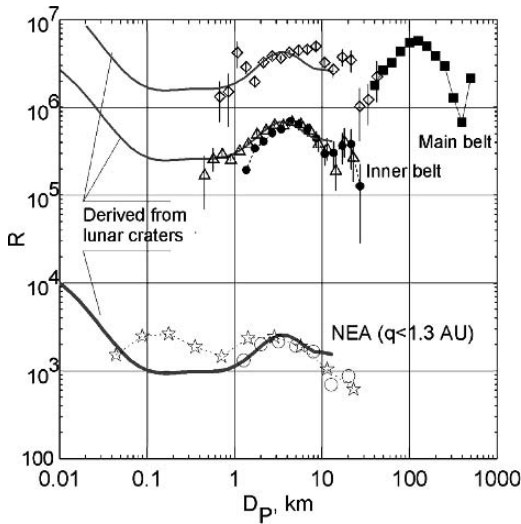 10^7
10^6
10^5
10^4
10^3
100
R
Main belt
Inner belt
Derived from
lunar craters
NEA (q<1.3 AU)
0.01 0.1 1 10 100 1000
D_P, km